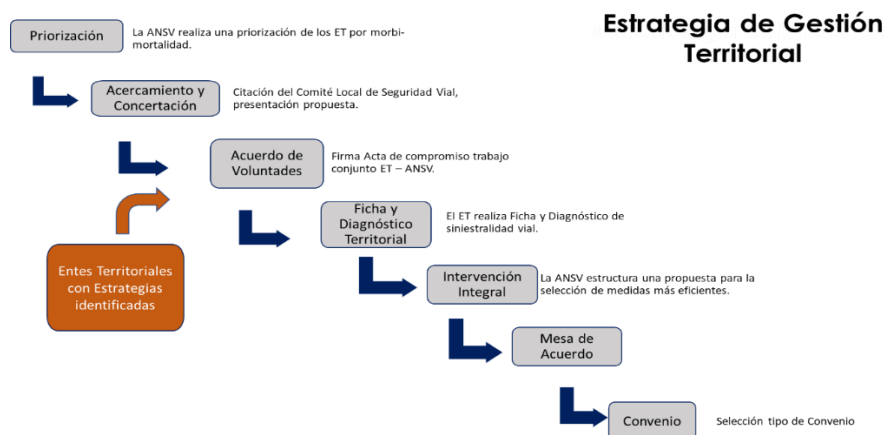 Estrategia de Gestión
Territorial
Priorización
La ANSV realiza una priorización de los ET por morbi-
mortalidad.
Acercamiento y
Concertación
Citación del Comité Local de Seguridad Vial,
presentación propuesta.
Acuerdo de
Voluntades
Firma Acta de compromiso trabajo
conjunto ET – ANSV.
Ficha y
Diagnóstico
Territorial
El ET realiza Ficha y Diagnóstico de
siniestralidad vial.
Entes Territoriales
con Estrategias
identificadas
Intervención
Integral
La ANSV estructura una propuesta para la
selección de medidas más eficientes.
Mesa de
Acuerdo
Convenio
Selección tipo de Convenio